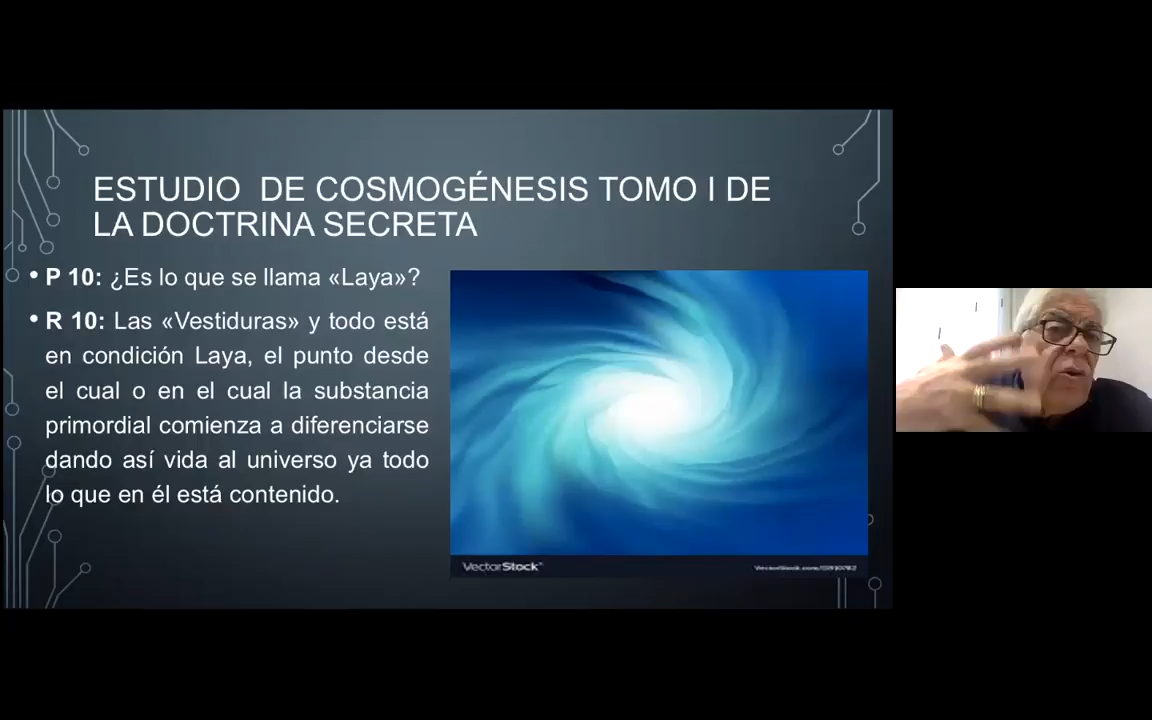 ESTUDIO DE COSMOGÉNESIS TOMO I DE
LA DOCTRINA SECRETA
• P 10: ¿Es lo que se llama «Laya»?
• R 10: Las «Vestiduras» y todo está
en condición Laya, el punto desde
el cual o en el cual la substancia
primordial comienza a diferenciarse
dando así vida al universo ya todo
lo que en él está contenido.
VectorStock®